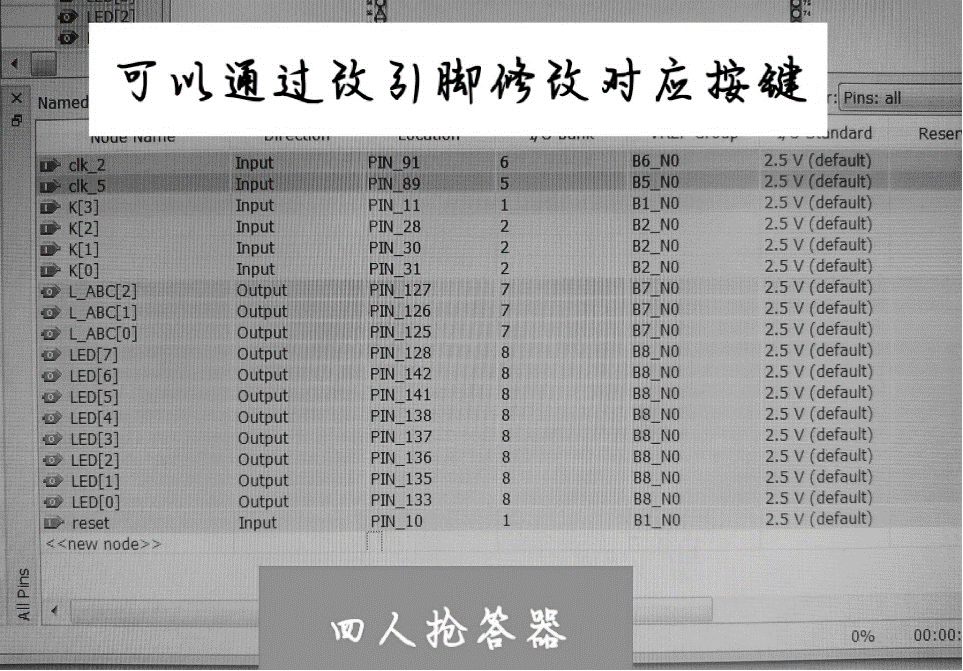 LED[2]
可以通过改引脚修改对应按键
Named
Pins: all
Node Name Direction Location I/O Bank VREF Group I/O Standard Reser
clk_2 Input PIN_91 6 B6_N0 2.5 V (default)
clk_5 Input PIN_89 5 B5_N0 2.5 V (default)
K[3] Input PIN_11 1 B1_N0 2.5 V (default)
K[2] Input PIN_28 2 B2_N0 2.5 V (default)
K[1] Input PIN_30 2 B2_N0 2.5 V (default)
K[0] Input PIN_31 2 B2_N0 2.5 V (default)
L_ABC[2] Output PIN_127 7 B7_N0 2.5 V (default)
L_ABC[1] Output PIN_126 7 B7_N0 2.5 V (default)
L_ABC[0] Output PIN_125 7 B7_N0 2.5 V (default)
LED[7] Output PIN_128 8 B8_N0 2.5 V (default)
LED[6] Output PIN_142 8 B8_N0 2.5 V (default)
LED[5] Output PIN_141 8 B8_N0 2.5 V (default)
LED[4] Output PIN_138 8 B8_N0 2.5 V (default)
LED[3] Output PIN_137 8 B8_N0 2.5 V (default)
LED[2] Output PIN_136 8 B8_N0 2.5 V (default)
LED[1] Output PIN_135 8 B8_N0 2.5 V (default)
LED[0] Output PIN_133 8 B8_N0 2.5 V (default)
reset Input PIN_10 1 B1_N0 2.5 V (default)
<<new node>>
All Pins
四人抢答器
0% 00:00: